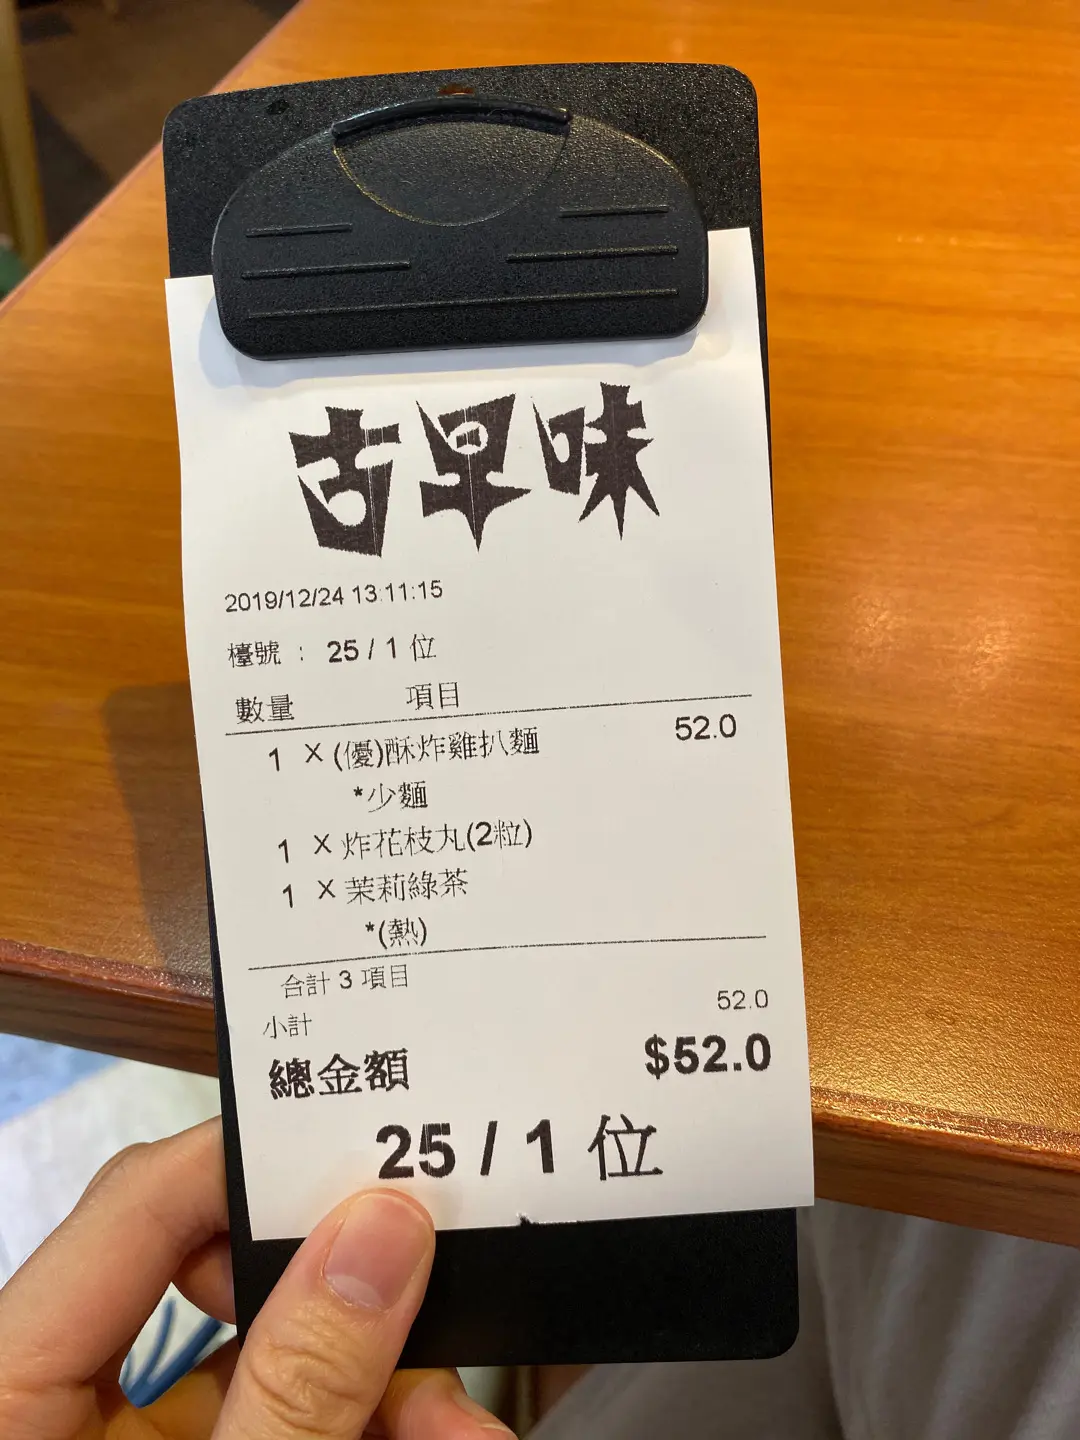 古早味
2019/12/24 13:11:15
檯號 : 25 / 1 位
數量 項目
1 X (優)酥炸雞扒麵 52.0
*少麵
1 X 炸花枝丸(2粒)
1 X 茉莉綠茶
*(熱)
合計 3 項目
小計 52.0
總金額 $52.0
25 / 1 位